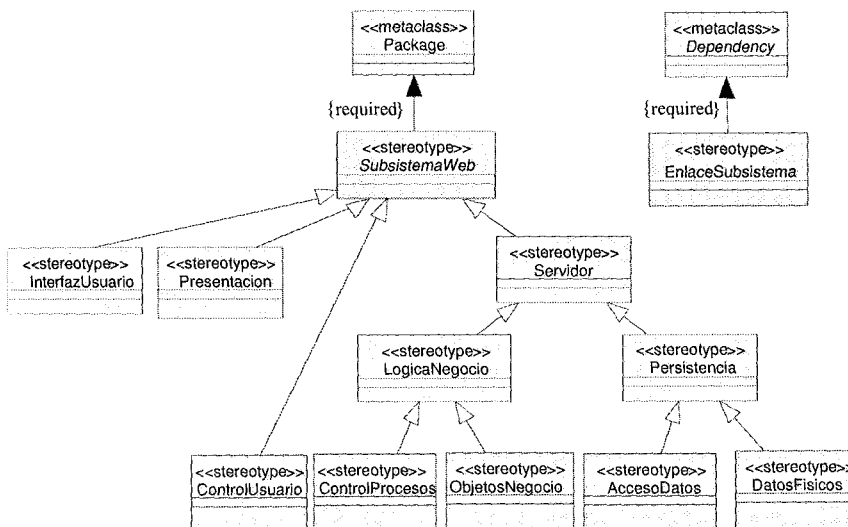 <<metaclass>>
Package
<<metaclass>>
Dependency
{required}
{required}
<<stereotype>>
SubsistemaWeb
<<stereotype>>
EnlaceSubsistema
<<stereotype>>
InterfazUsuario
<<stereotype>>
Presentacion
<<stereotype>>
Servidor
<<stereotype>>
LogicaNegocio
<<stereotype>>
Persistencia
<<stereotype>>
ControlUsuario
<<stereotype>>
ControlProcesos
<<stereotype>>
ObjetosNegocio
<<stereotype>>
AccesoDatos
<<stereotype>>
DatosFisicos